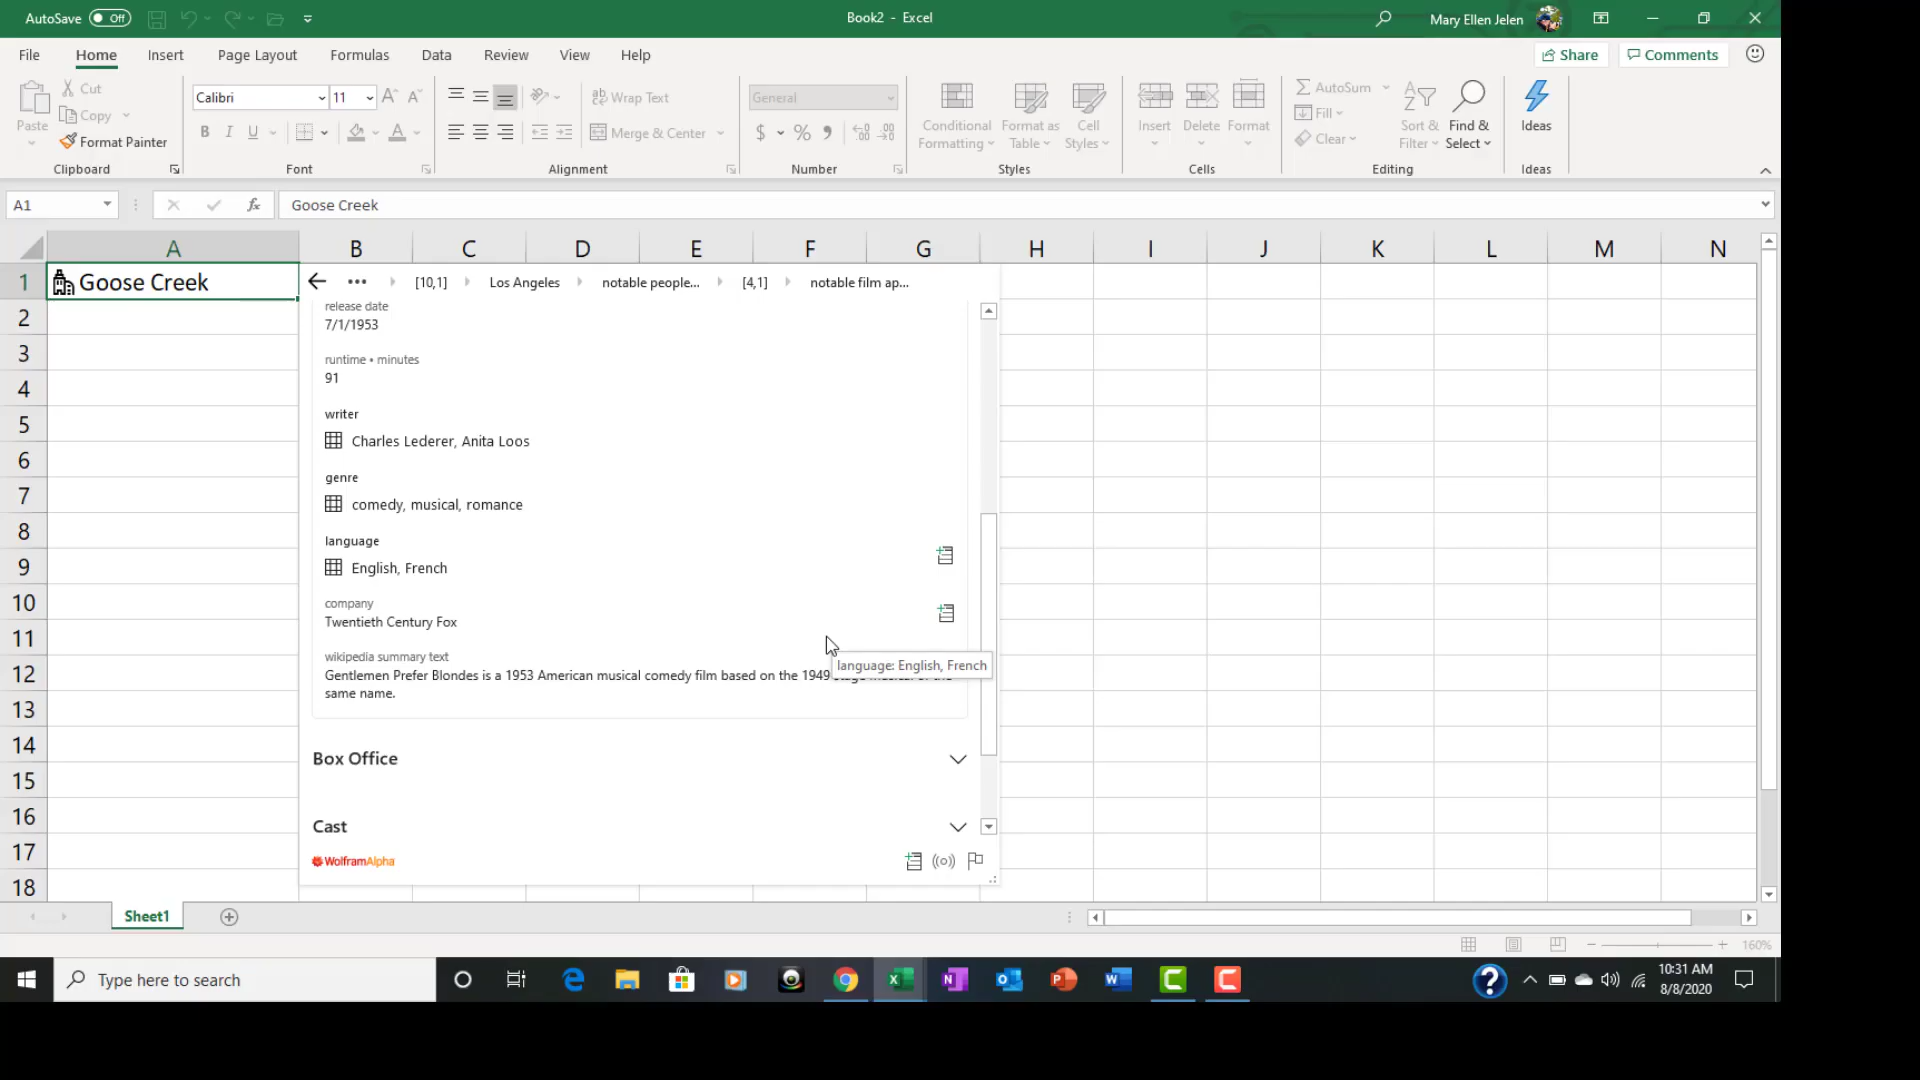 AutoSave Off
Book2 - Excel
Mary Ellen Jelen
File Home Insert Page Layout Formulas Data Review View Help
Share Comments
Paste
Cut
Copy
Format Painter
Clipboard
Calibri 11
B I U
Font
Wrap Text
Merge & Center
Alignment
General
$ % 9
Number
Conditional Formatting
Format as Table
Cell Styles
Styles
Insert Delete Format
Cells
AutoSum
Fill
Clear
Sort & Filter
Find & Select
Editing
Ideas
Ideas
A1 fx Goose Creek
A B C D E F G H I J K L M N
1 Goose Creek
[10,1] Los Angeles notable people... [4,1] notable film ap...
2
3
4
5
6
7
8
9
10
11
12
13
14
15
16
17
18
release date
7/1/1953
runtime • minutes
91
writer
Charles Lederer, Anita Loos
genre
comedy, musical, romance
language
English, French
company
Twentieth Century Fox
language: English, French
wikipedia summary text
Gentlemen Prefer Blondes is a 1953 American musical comedy film based on the 1949
same name.
Box Office
Cast
WolframAlpha
Sheet1
160%
Type here to search
10:31 AM
8/8/2020